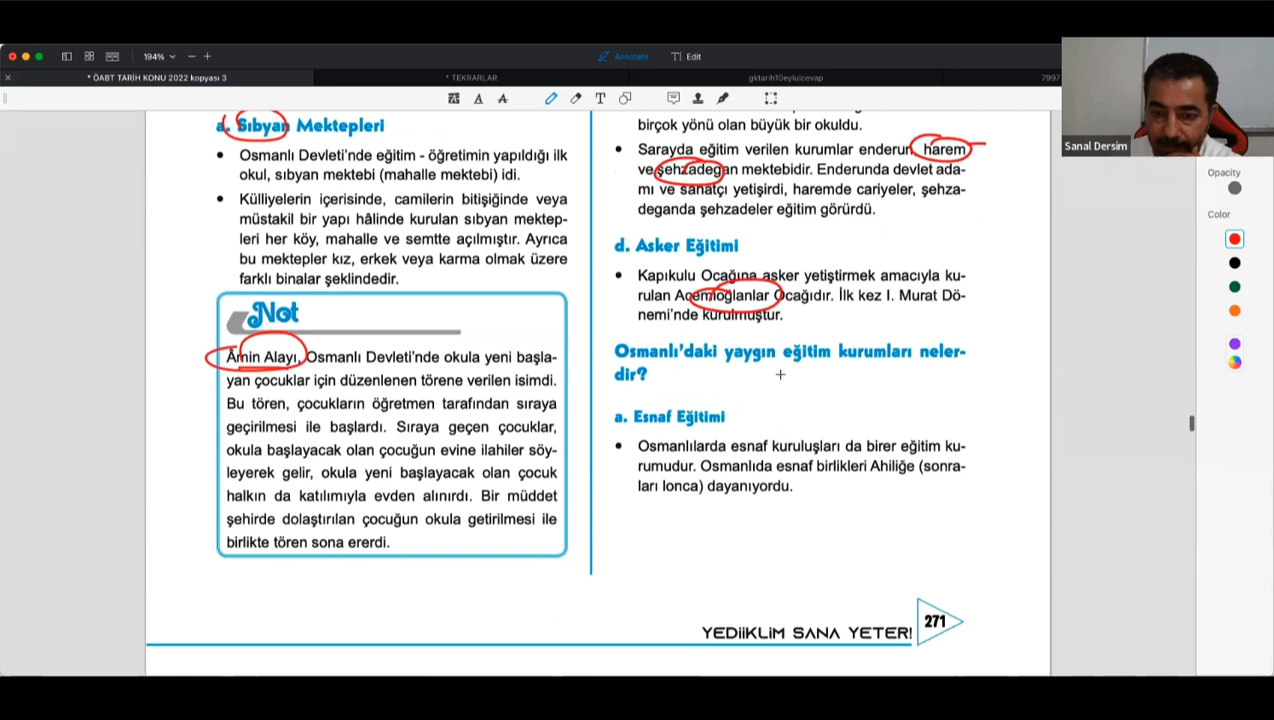 194%
Annotate
Edit
* ÖABT TARİH KONU 2022 kopyası 3
* TEKRARLAR
gktarih10eylulcevap
7997
Sanal Dersim
Opacity
Color
a. Sıbyan Mektepleri
• Osmanlı Devleti'nde eğitim - öğretimin yapıldığı ilk
okul, sıbyan mektebi (mahalle mektebi) idi.
• Külliyelerin içerisinde, camilerin bitişiğinde veya
müstakil bir yapı hâlinde kurulan sıbyan mektep-
leri her köy, mahalle ve semtte açılmıştır. Ayrıca
bu mektepler kız, erkek veya karma olmak üzere
farklı binalar şeklindedir.
Not
Âmin Alayı, Osmanlı Devleti'nde okula yeni başla-
yan çocuklar için düzenlenen törene verilen isimdi.
Bu tören, çocukların öğretmen tarafından sıraya
geçirilmesi ile başlardı. Sıraya geçen çocuklar,
okula başlayacak olan çocuğun evine ilahiler söy-
leyerek gelir, okula yeni başlayacak olan çocuk
halkın da katılımıyla evden alınırdı. Bir müddet
şehirde dolaştırılan çocuğun okula getirilmesi ile
birlikte tören sona ererdi.
birçok yönü olan büyük bir okuldu.
• Sarayda eğitim verilen kurumlar enderun harem
ve şehzadegan mektebidir. Enderunda devlet ada-
mı ve sanatçı yetişirdi, haremde cariyeler, şehza-
deganda şehzadeler eğitim görürdü.
d. Asker Eğitimi
• Kapıkulu Ocağına asker yetiştirmek amacıyla ku-
rulan Acemioğlanlar Ocağıdır. İlk kez I. Murat Dö-
nemi'nde kurulmuştur.
Osmanlı'daki yaygın eğitim kurumları neler-
dir?
a. Esnaf Eğitimi
• Osmanlılarda esnaf kuruluşları da birer eğitim ku-
rumudur. Osmanlıda esnaf birlikleri Ahiliğe (sonra-
ları lonca) dayanıyordu.
YEDiiKLiM SANA YETER!
271